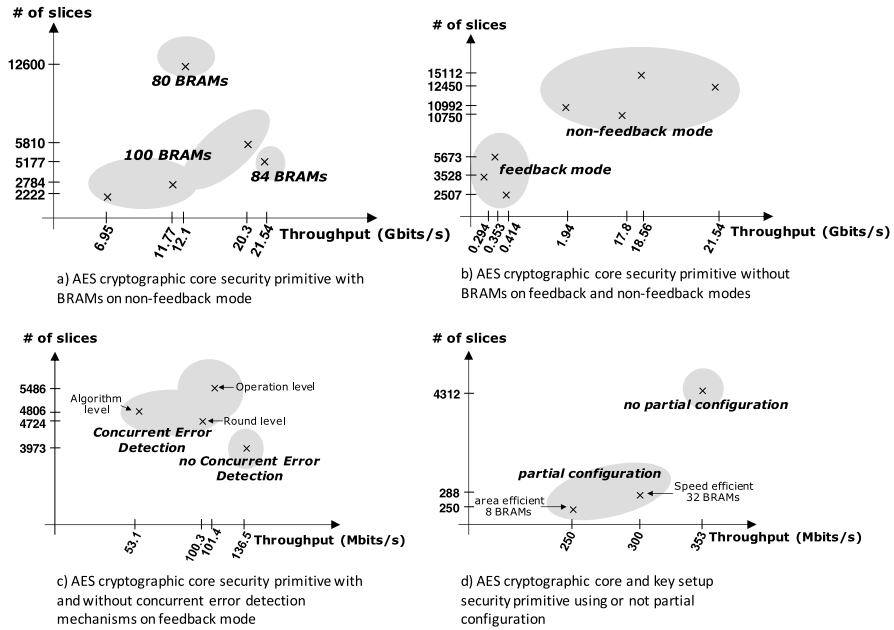 # of slices
12600
5810
5177
2784
2222
80 BRAMs
100 BRAMs
84 BRAMs
6.95
11.77
12.1
20.3
21.54
Throughput (Gbits/s)
a) AES cryptographic core security primitive with
BRAMs on non-feedback mode
# of slices
15112
12450
10992
10750
5673
3528
2507
non-feedback mode
feedback mode
0.294
0.353
0.414
1.94
17.8
18.56
21.54
Throughput (Gbits/s)
b) AES cryptographic core security primitive without
BRAMs on feedback and non-feedback modes
# of slices
5486
4806
4724
3973
Algorithm
level
Operation level
Round level
Concurrent Error
Detection
no Concurrent Error
Detection
53.1
100.3
101.4
136.5
Throughput (Mbits/s)
c) AES cryptographic core security primitive with
and without concurrent error detection
mechanisms on feedback mode
# of slices
4312
288
250
no partial configuration
partial configuration
area efficient
8 BRAMs
Speed efficient
32 BRAMs
250
300
353
Throughput (Mbits/s)
d) AES cryptographic core and key setup
security primitive using or not partial
configuration